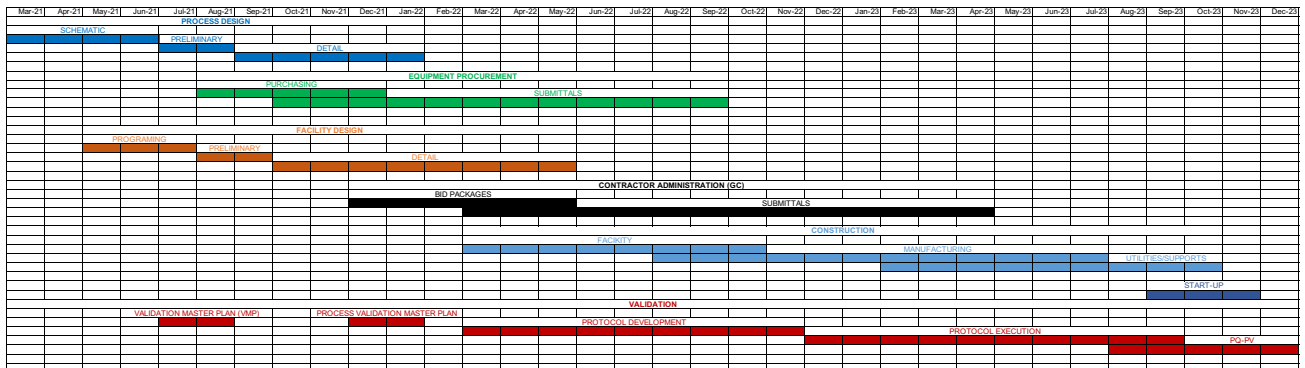 Mar-21 Apr-21 May-21 Jun-21 Jul-21 Aug-21 Sep-21 Oct-21 Nov-21 Dec-21 Jan-22 Feb-22 Mar-22 Apr-22 May-22 Jun-22 Jul-22 Aug-22 Sep-22 Oct-22 Nov-22 Dec-22 Jan-23 Feb-23 Mar-23 Apr-23 May-23 Jun-23 Jul-23 Aug-23 Sep-23 Oct-23 Nov-23 Dec-23
PROCESS DESIGN
SCHEMATIC
PRELIMINARY
DETAIL
EQUIPMENT PROCUREMENT
PURCHASING
SUBMITTALS
FACILITY DESIGN
PROGRAMING
PRELIMINARY
DETAIL
CONTRACTOR ADMINISTRATION (GC)
BID PACKAGES
SUBMITTALS
CONSTRUCTION
FACIKITY
MANUFACTURING
UTILITIES/SUPPORTS
START-UP
VALIDATION
VALIDATION MASTER PLAN (VMP) PROCESS VALIDATION MASTER PLAN
PROTOCOL DEVELOPMENT
PROTOCOL EXECUTION
PQ-PV